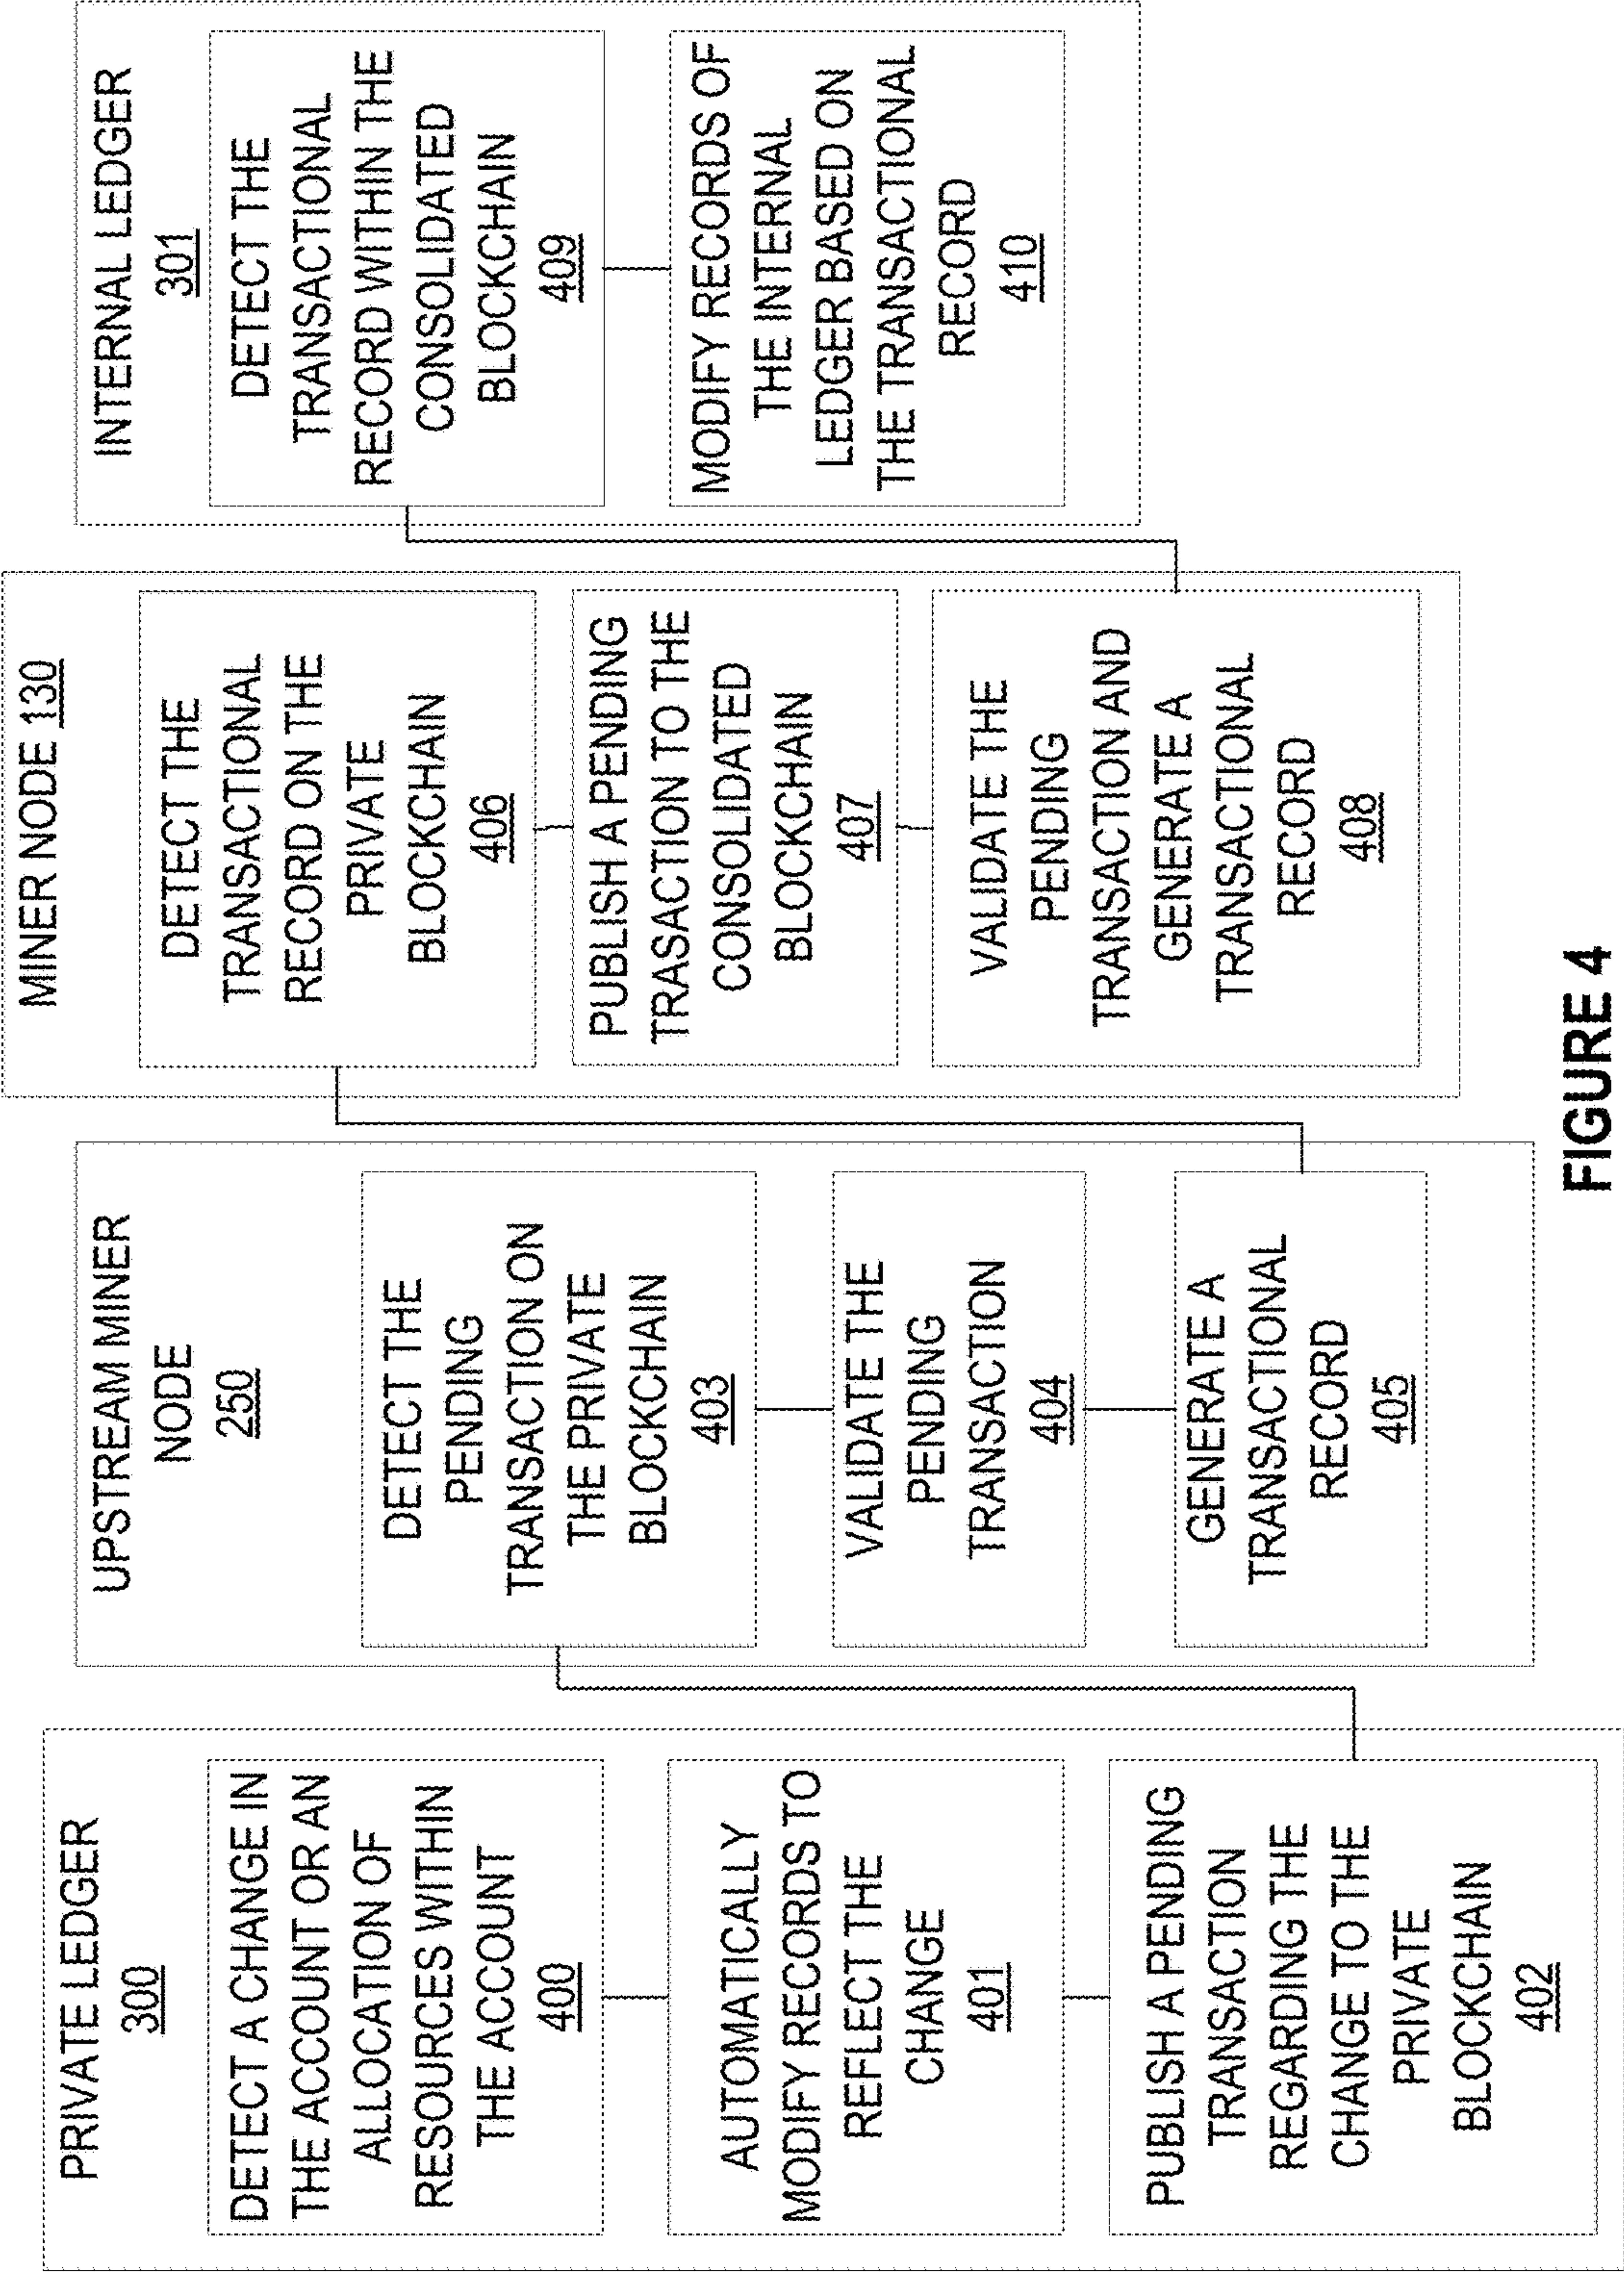 PRIVATE LEDGER
300
DETECT A CHANGE IN
THE ACCOUNT OR AN
ALLOCATION OF
RESOURCES WITHIN
THE ACCOUNT
400
AUTOMATICALLY
MODIFY RECORDS TO
REFLECT THE
CHANGE
401
PUBLISH A PENDING
TRANSACTION
REGARDING THE
CHANGE TO THE
PRIVATE
BLOCKCHAIN
402
UPSTREAM MINER
NODE
250
DETECT THE
PENDING
TRANSACTION ON
THE PRIVATE
BLOCKCHAIN
403
VALIDATE THE
PENDING
TRANSACTION
404
GENERATE A
TRANSACTIONAL
RECORD
405
MINER NODE 130
DETECT THE
TRANSACTIONAL
RECORD ON THE
PRIVATE
BLOCKCHAIN
406
PUBLISH A PENDING
TRASACTION TO THE
CONSOLIDATED
BLOCKCHAIN
407
VALIDATE THE
PENDING
TRANSACTION AND
GENERATE A
TRANSACTIONAL
RECORD
408
INTERNAL LEDGER
301
DETECT THE
TRANSACTIONAL
RECORD WITHIN THE
CONSOLIDATED
BLOCKCHAIN
409
MODIFY RECORDS OF
THE INTERNAL
LEDGER BASED ON
THE TRANSACTIONAL
RECORD
410
FIGURE 4